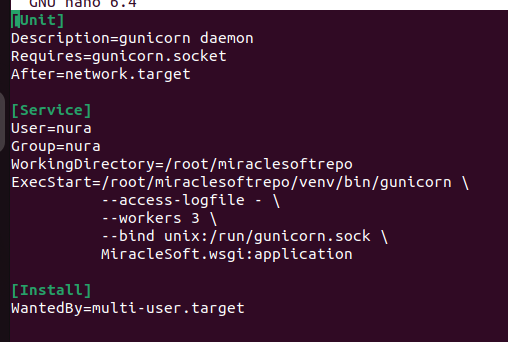 GNU nano 6.4
[Unit]
Description=gunicorn daemon
Requires=gunicorn.socket
After=network.target
[Service]
User=nura
Group=nura
WorkingDirectory=/root/miraclesoftrepo
ExecStart=/root/miraclesoftrepo/venv/bin/gunicorn \
--access-logfile - \
--workers 3 \
--bind unix:/run/gunicorn.sock \
MiracleSoft.wsgi:application
[Install]
WantedBy=multi-user.target